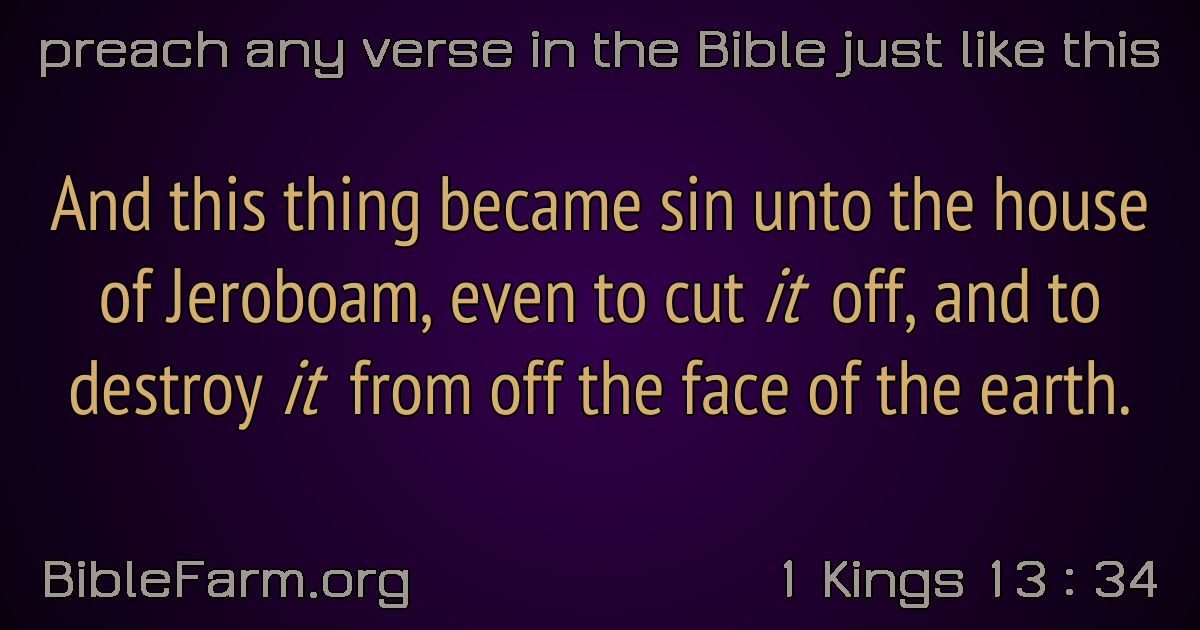 preach any verse in the Bible just like this
And this thing became sin unto the house
of Jeroboam, even to cut it off, and to
destroy it from off the face of the earth.
BibleFarm.org
1 Kings 13 : 34